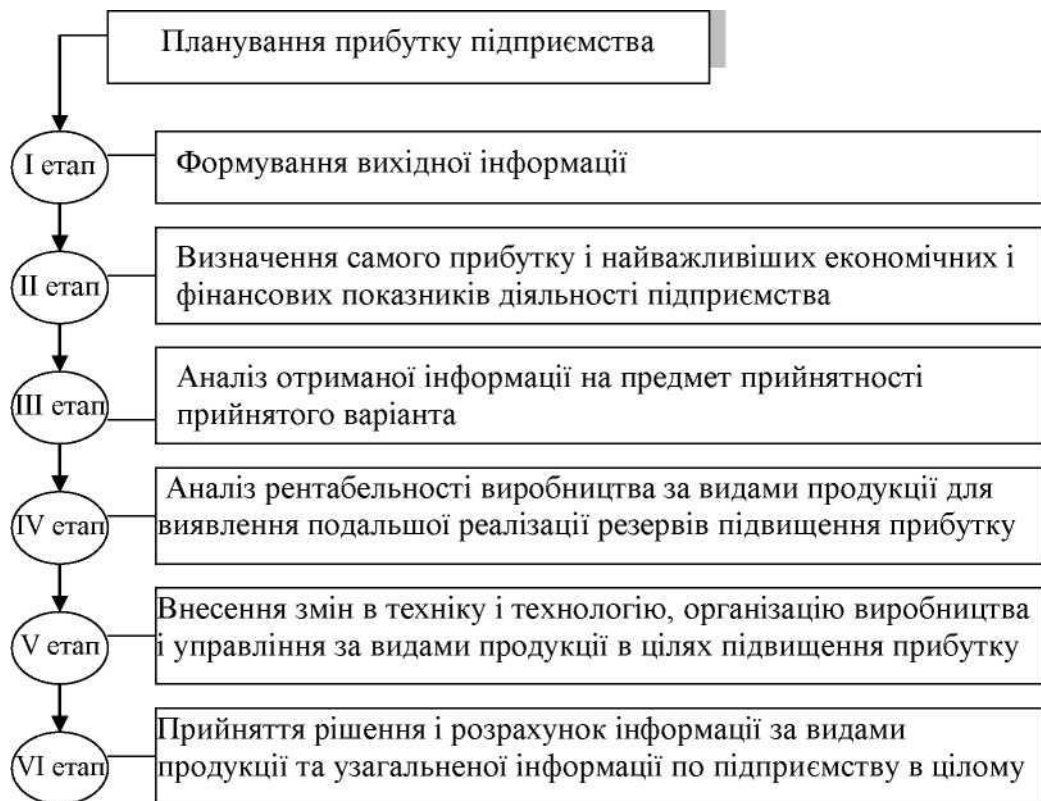 Планування прибутку підприємства
І етап
Формування вихідної інформації
ІІ етап
Визначення самого прибутку і найважливіших економічних і
фінансових показників діяльності підприємства
ІІІ етап
Аналіз отриманої інформації на предмет прийнятності
прийнятого варіанта
IV етап
Аналіз рентабельності виробництва за видами продукції для
виявлення подальшої реалізації резервів підвищення прибутку
V етап
Внесення змін в техніку і технологію, організацію виробництва
і управління за видами продукції в цілях підвищення прибутку
VI етап
Прийняття рішення і розрахунок інформації за видами
продукції та узагальненої інформації по підприємству в цілому